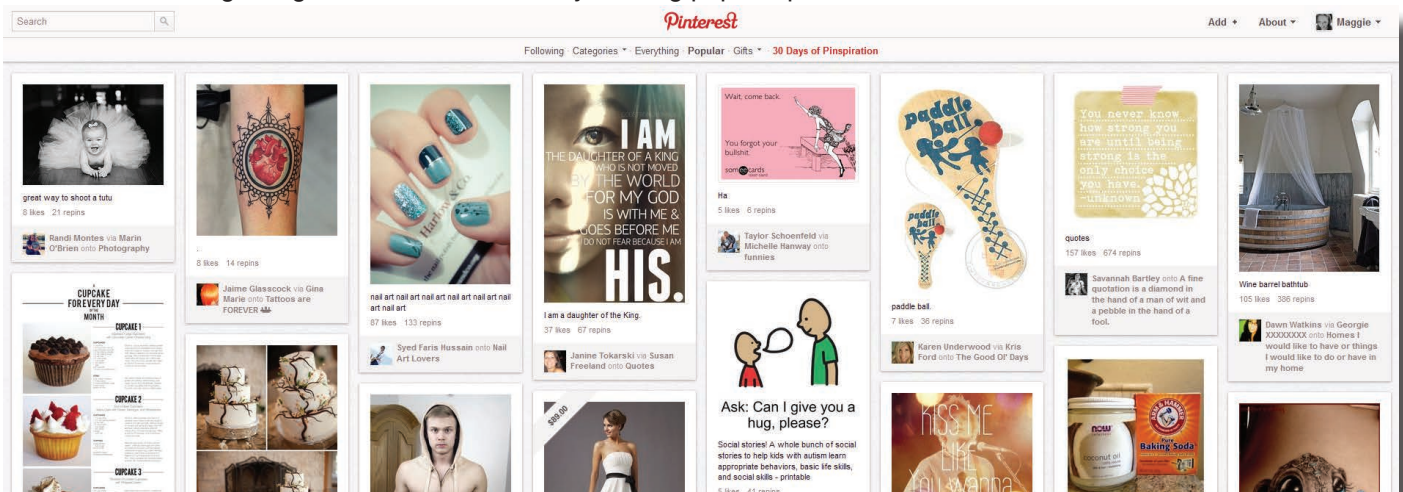 Search
Pinterest
Add +
About
Maggie
Following · Categories · Everything · Popular · Gifts · 30 Days of Pinspiration
great way to shoot a tutu
8 likes 21 repins
Randi Montes via Marin
O'Brien onto Photography
CUPCAKE
FOR EVERY DAY
MONTH
CUPCAKE 1
CUPCAKE 2
CUPCAKE 3
.
8 likes 14 repins
Jaime Glasscock via Gina
Marie onto Tattoos are
FOREVER
nail art nail art nail art nail art nail art nail
art nail art
87 likes 133 repins
Syed Faris Hussain onto Nail
Art Lovers
I AM
THE DAUGHTER OF A KING
WHO IS NOT MOVED
BY THE WORLD
FOR MY GOD
IS WITH ME &
GOES BEFORE ME
I DO NOT FEAR BECAUSE I AM
HIS.
I am a daughter of the King.
37 likes 67 repins
Janine Tokarski via Susan
Freeland onto Quotes
$89.00
Wait, come back.
You forgot your
bullshit.
someecards
Ha
5 likes 6 repins
Taylor Schoenfeld via
Michelle Hanway onto
funnies
Ask: Can I give you a
hug, please?
Social stories! A whole bunch of social
stories to help kids with autism learn
appropriate behaviors, basic life skills,
and social skills - printable
5 likes 44 repins
paddle
ball.
paddle
ball.
paddle ball.
7 likes 36 repins
Karen Underwood via Kris
Ford onto The Good Ol' Days
KISS ME
LIKE
YOU WANNA
You never know
how strong you
are until being
strong is the
only choice
you have.
-unknown
quotes
157 likes 674 repins
Savannah Bartley onto A fine
quotation is a diamond in
the hand of a man of wit and
a pebble in the hand of a
fool.
NOW
coconut oil
ARM & HAMMER
Pure
Baking Soda
Wine barrel bathtub
105 likes 386 repins
Dawn Watkins via Georgie
XXXXXXXX onto Homes I
would like to have or things
I would like to do or have in
my home